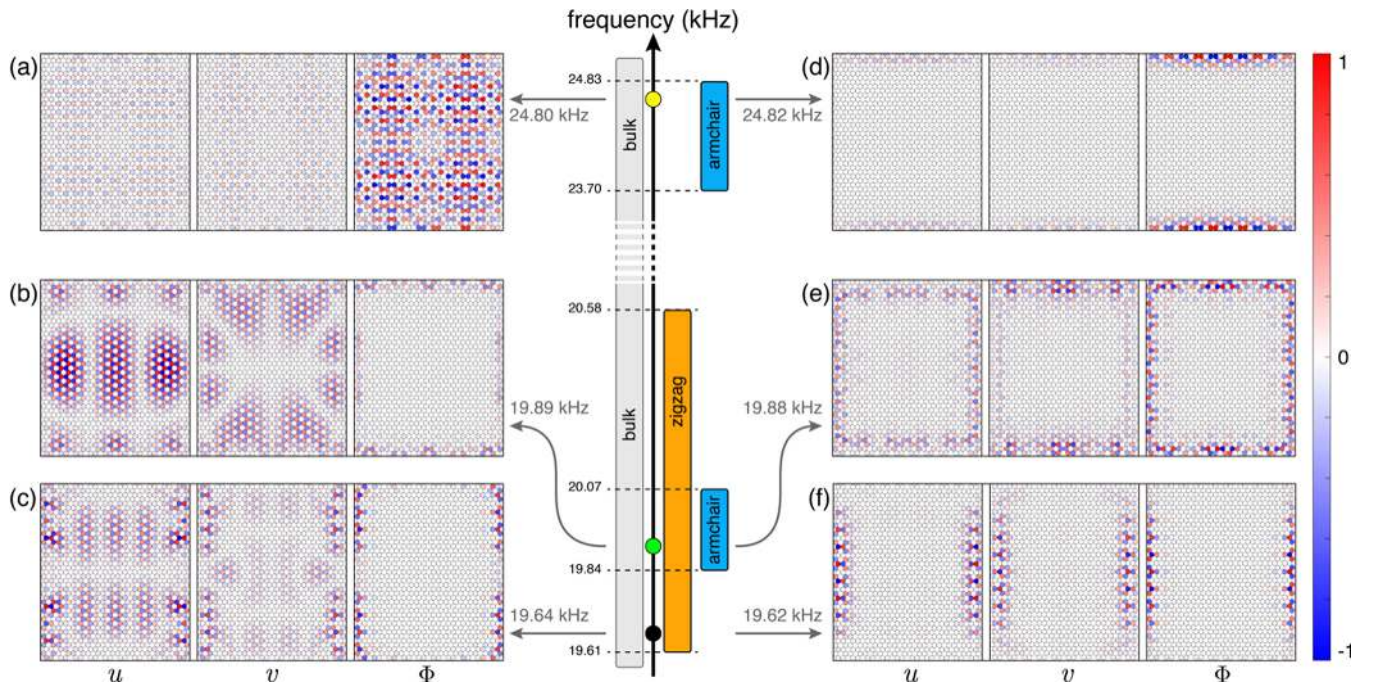 frequency (kHz)
(a)
(d)
1
24.83
24.80 kHz
24.82 kHz
bulk
armchair
23.70
(b)
(e)
20.58
0
19.89 kHz
19.88 kHz
bulk
zigzag
(c)
(f)
20.07
armchair
19.84
19.64 kHz
19.62 kHz
19.61
-1
u v Φ
u v Φ